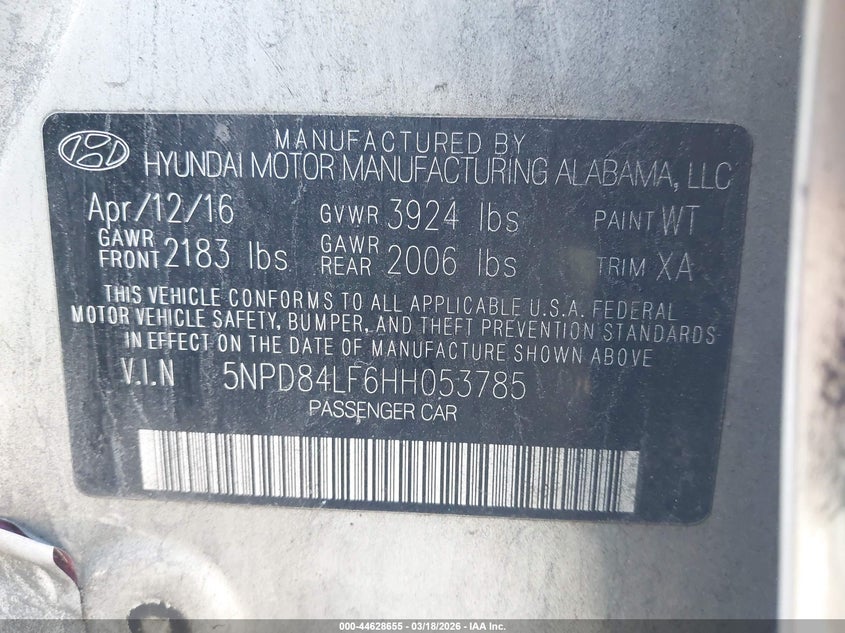 MANUFACTURED BY
HYUNDAI MOTOR MANUFACTURING ALABAMA, LLC
Apr/12/16 GVWR 3924 lbs PAINT WT
GAWR FRONT 2183 lbs GAWR REAR 2006 lbs TRIM XA
THIS VEHICLE CONFORMS TO ALL APPLICABLE U.S.A. FEDERAL
MOTOR VEHICLE SAFETY, BUMPER, AND THEFT PREVENTION STANDARDS
IN EFFECT ON THE DATE OF MANUFACTURE SHOWN ABOVE
V.I.N 5NPD84LF6HH053785
PASSENGER CAR
000-44628655 — 03/18/2026 — IAA Inc.